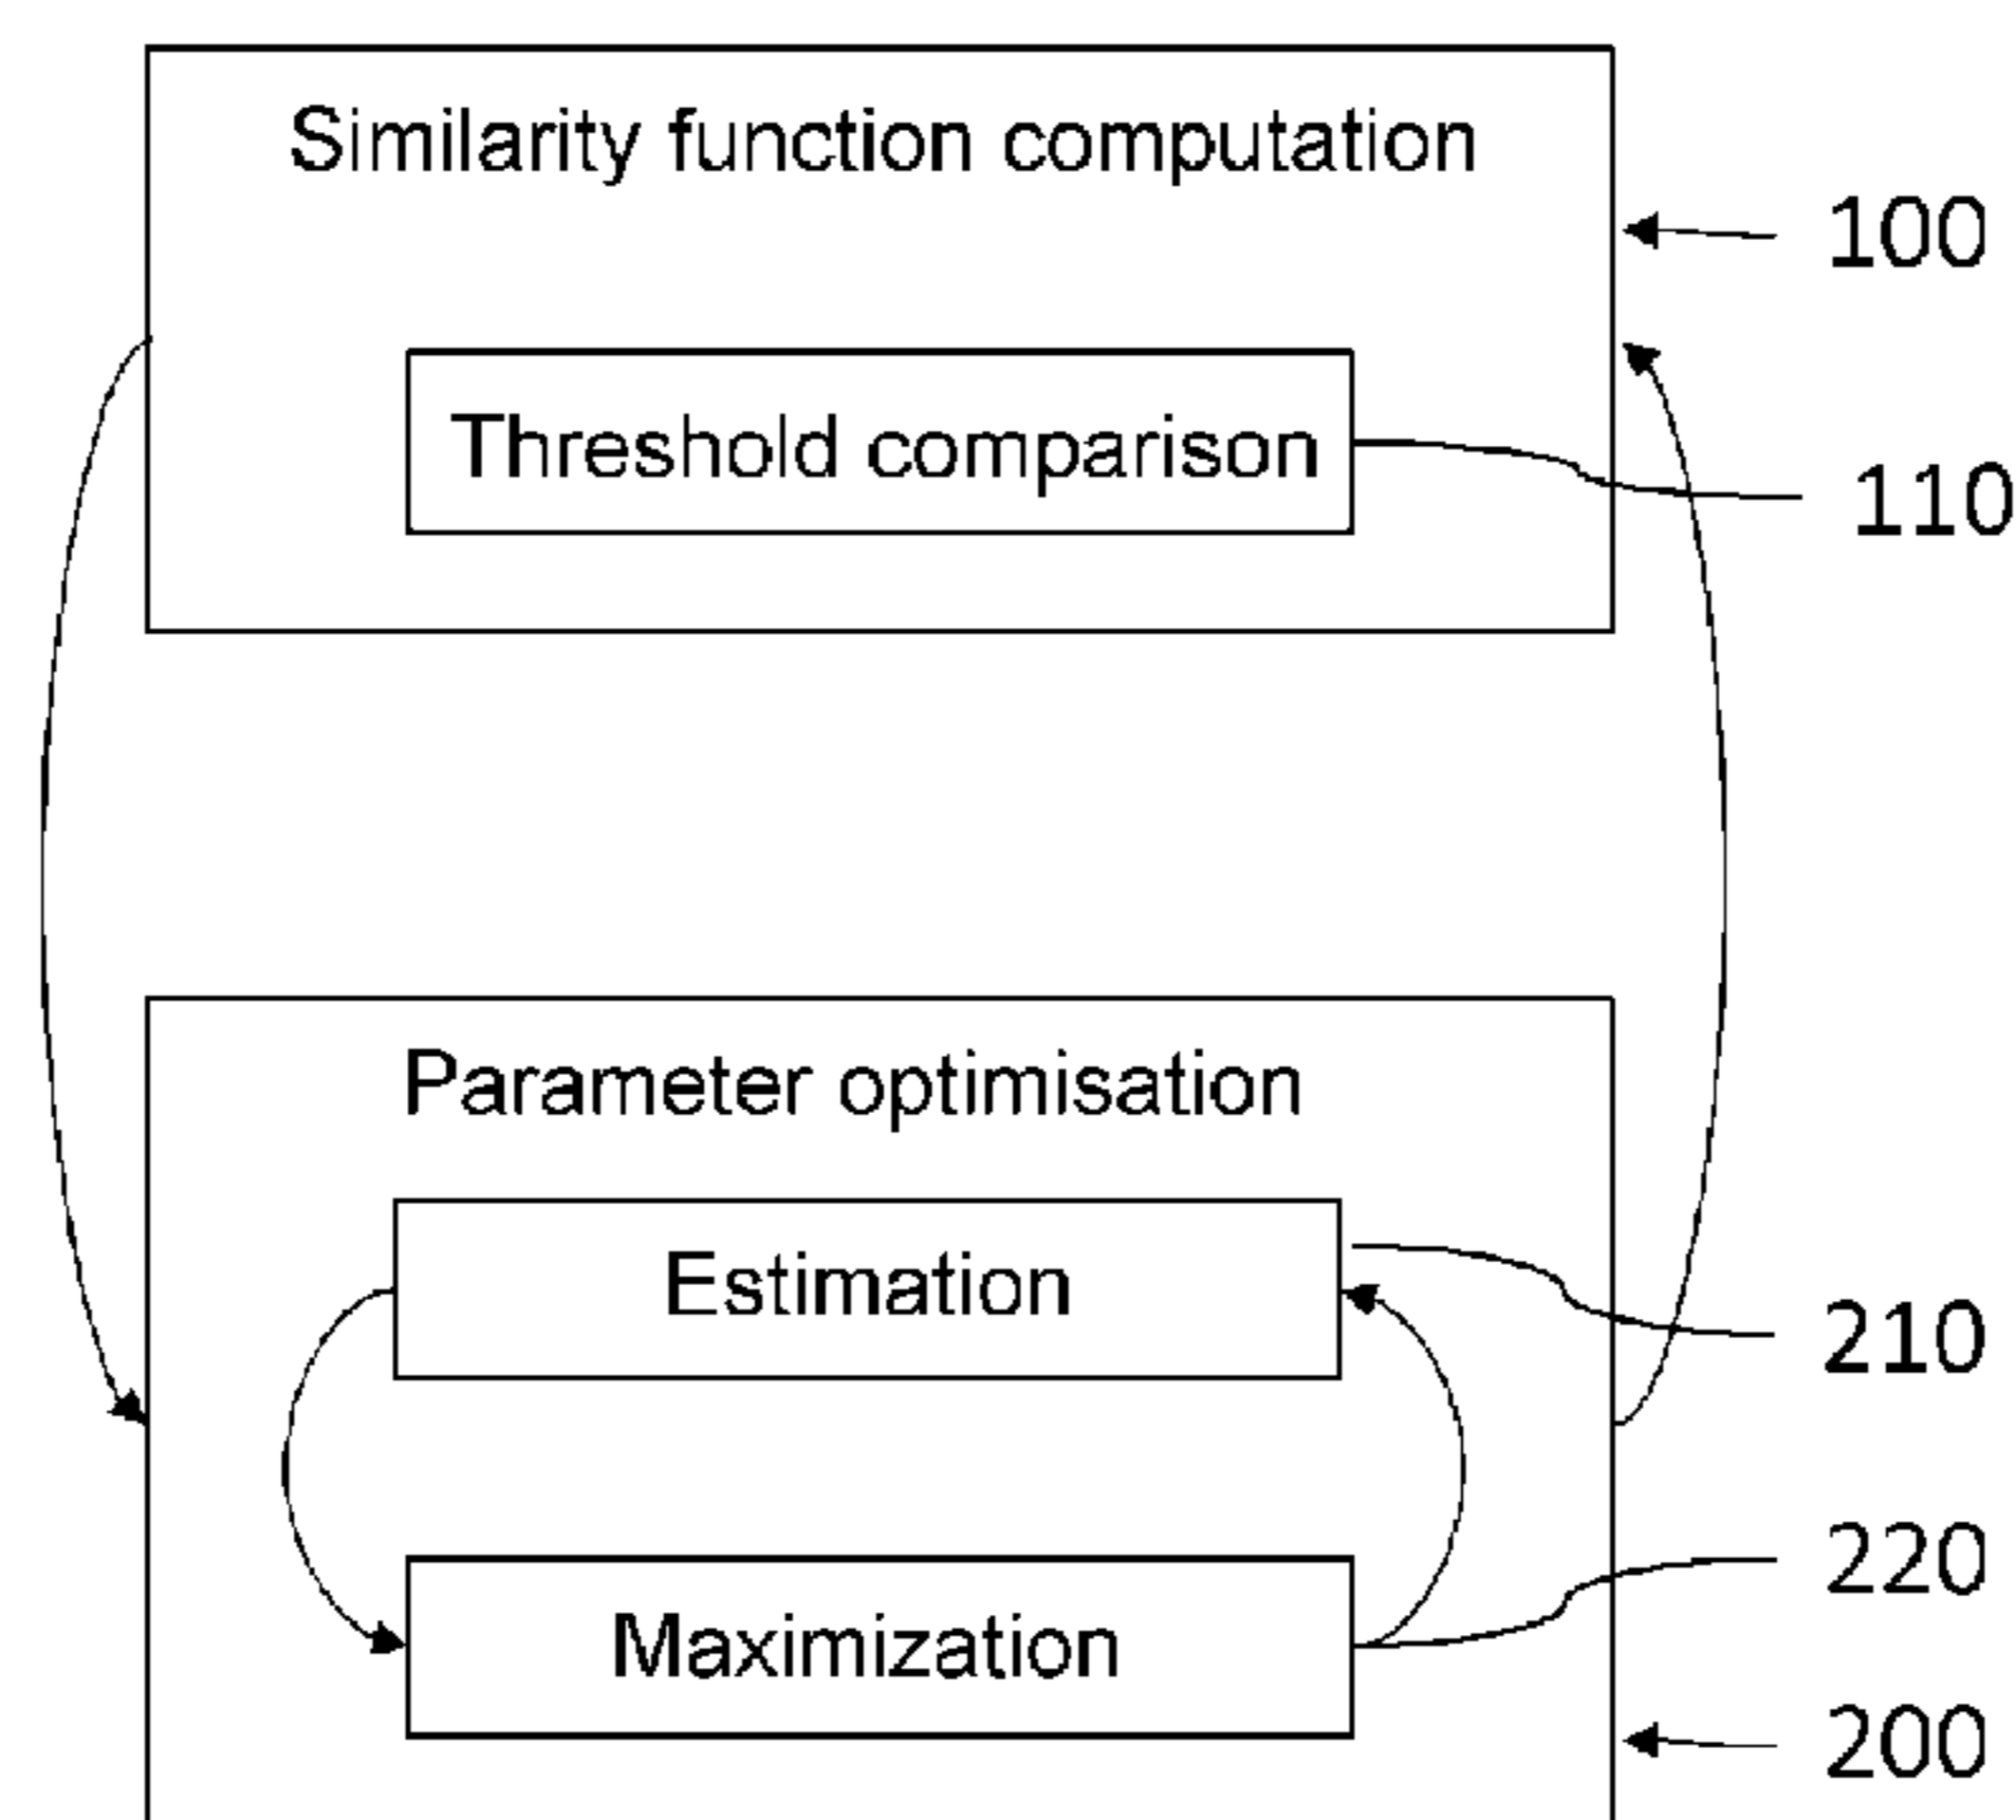 Similarity function computation
100
Threshold comparison
110
Parameter optimisation
Estimation
210
220
Maximization
200